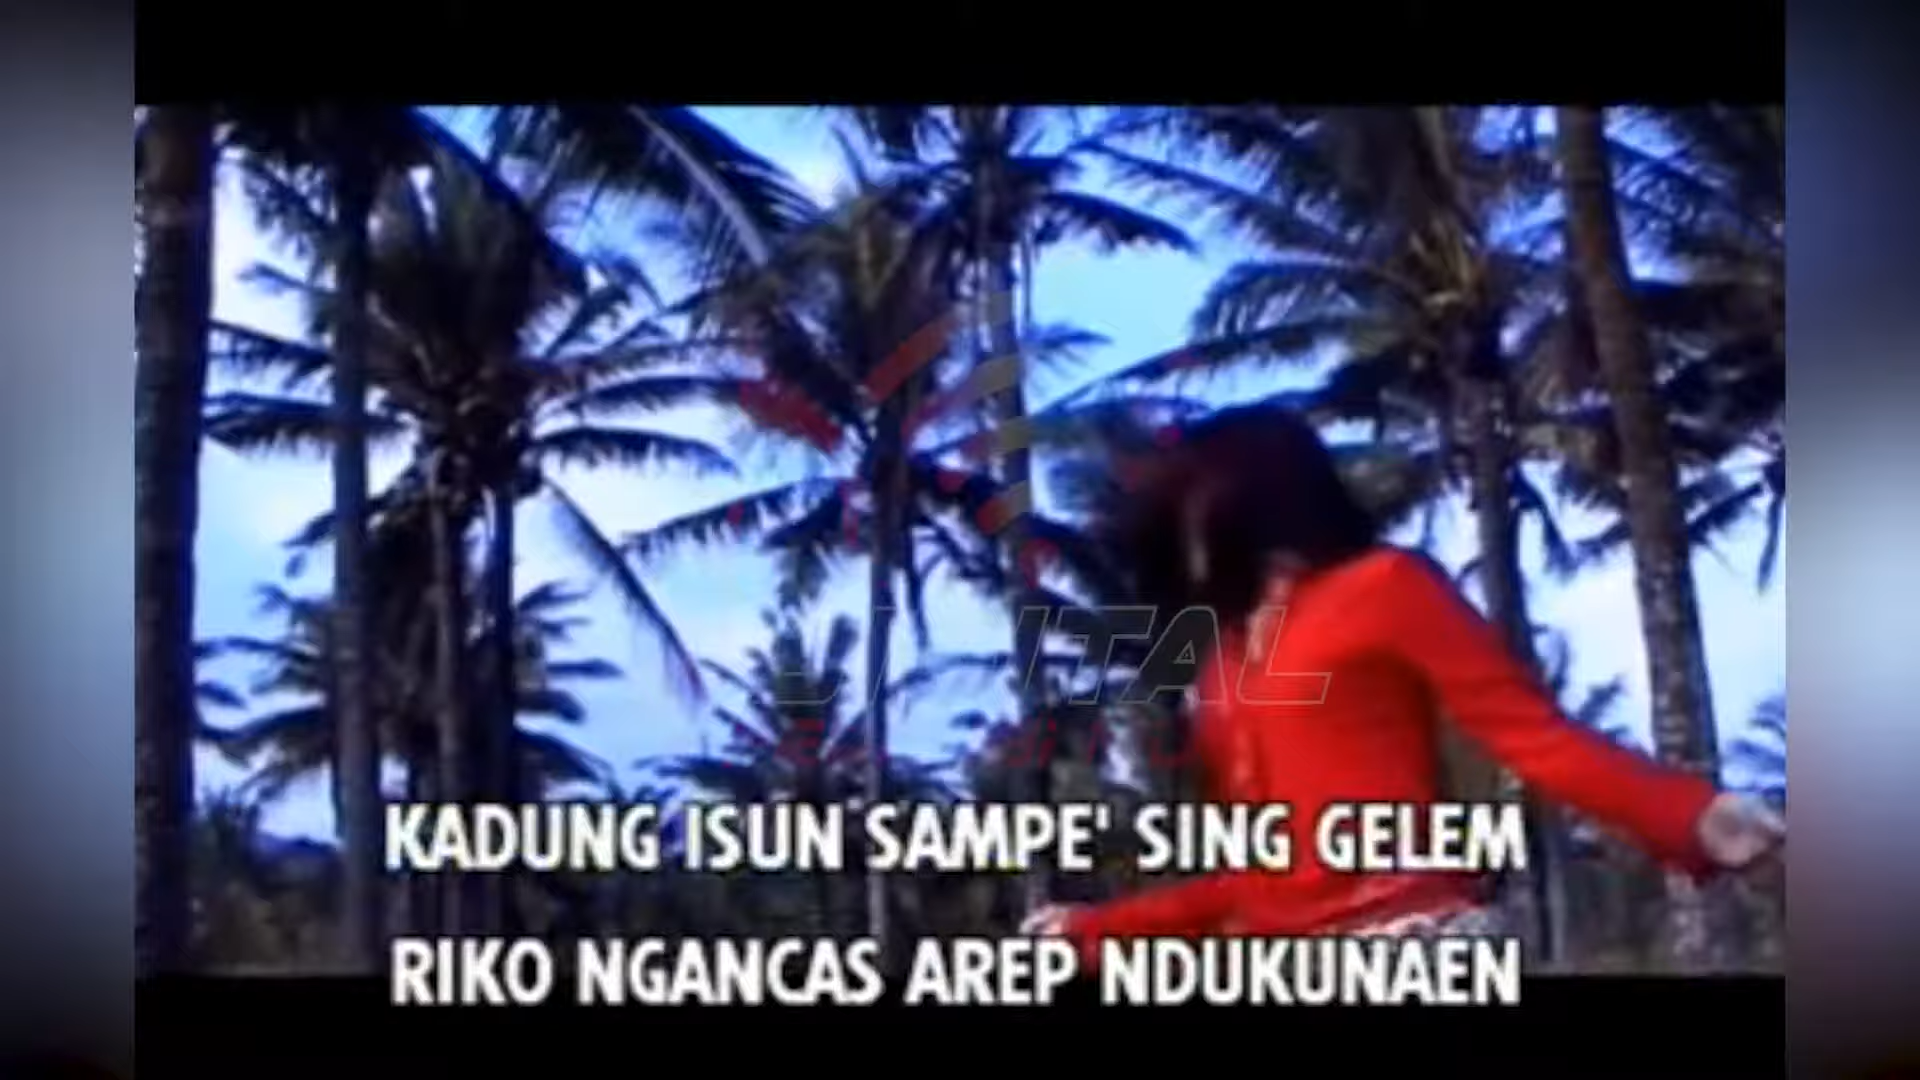 KADUNG ISUN SAMPE' SING GELEM
RIKO NGANCAS AREP NDUKUNAEN